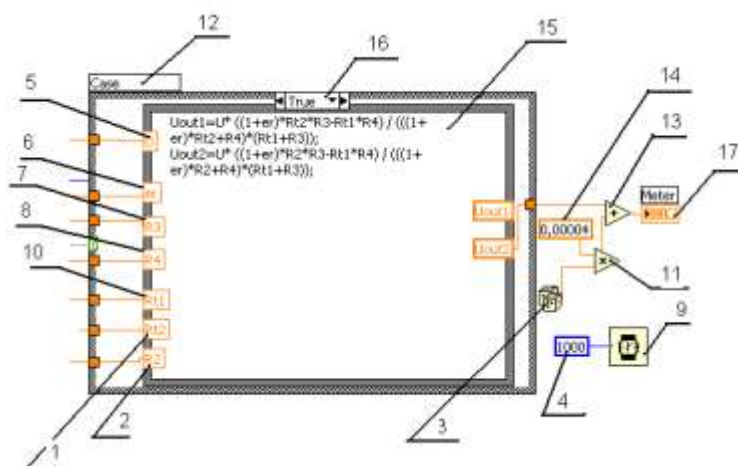 12
16
15
5
Case
True
14
Uout1=U* ((1+er)*Rt2*R3-Rt1*R4) / (((1+
er)*Rt2+R4)*(Rt1+R3));
Uout2=U* ((1+er)*R2*R3-Rt1*R4) / (((1+
er)*R2+R4)*(Rt1+R3));
13
6
17
7
er
Meter
R3
Uout1
8
0,00004
R4
Uout2
10
11
Rt1
Rt2
9
R2
1000
1
2
3
4